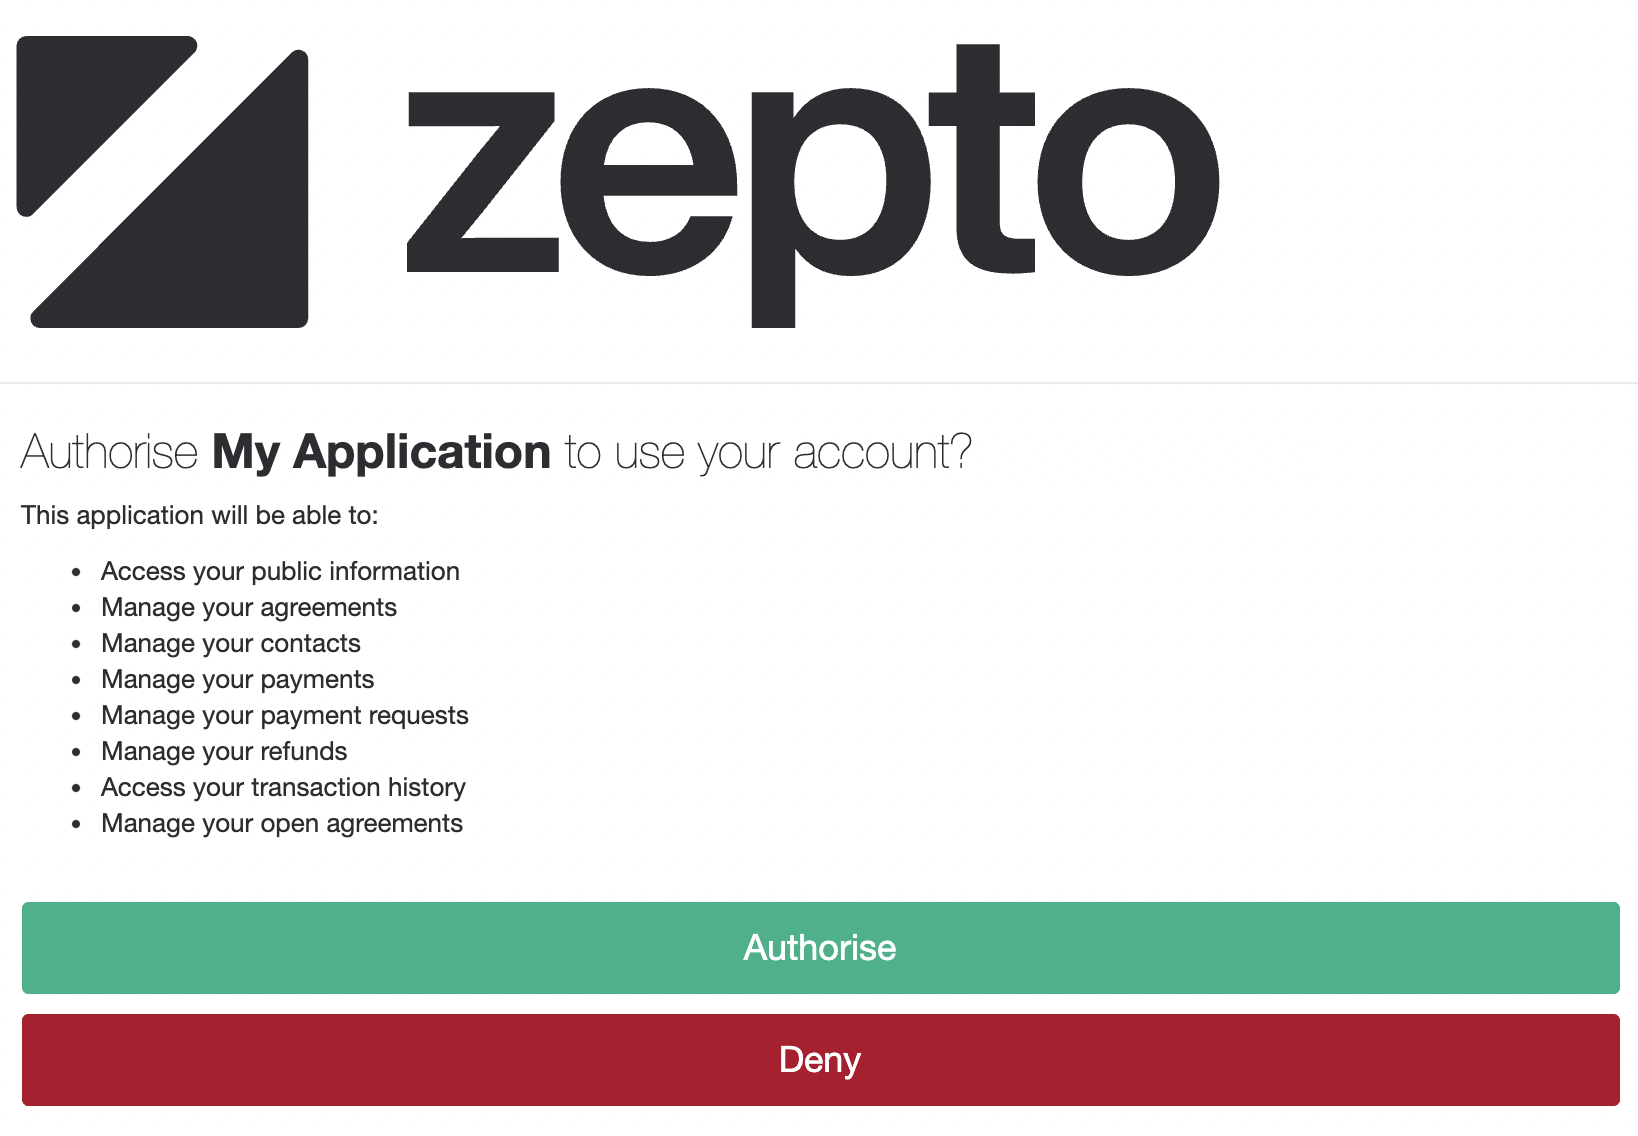 zepto
Authorise My Application to use your account?
This application will be able to:
• Access your public information
• Manage your agreements
• Manage your contacts
• Manage your payments
• Manage your payment requests
• Manage your refunds
• Access your transaction history
• Manage your open agreements
Authorise
Deny